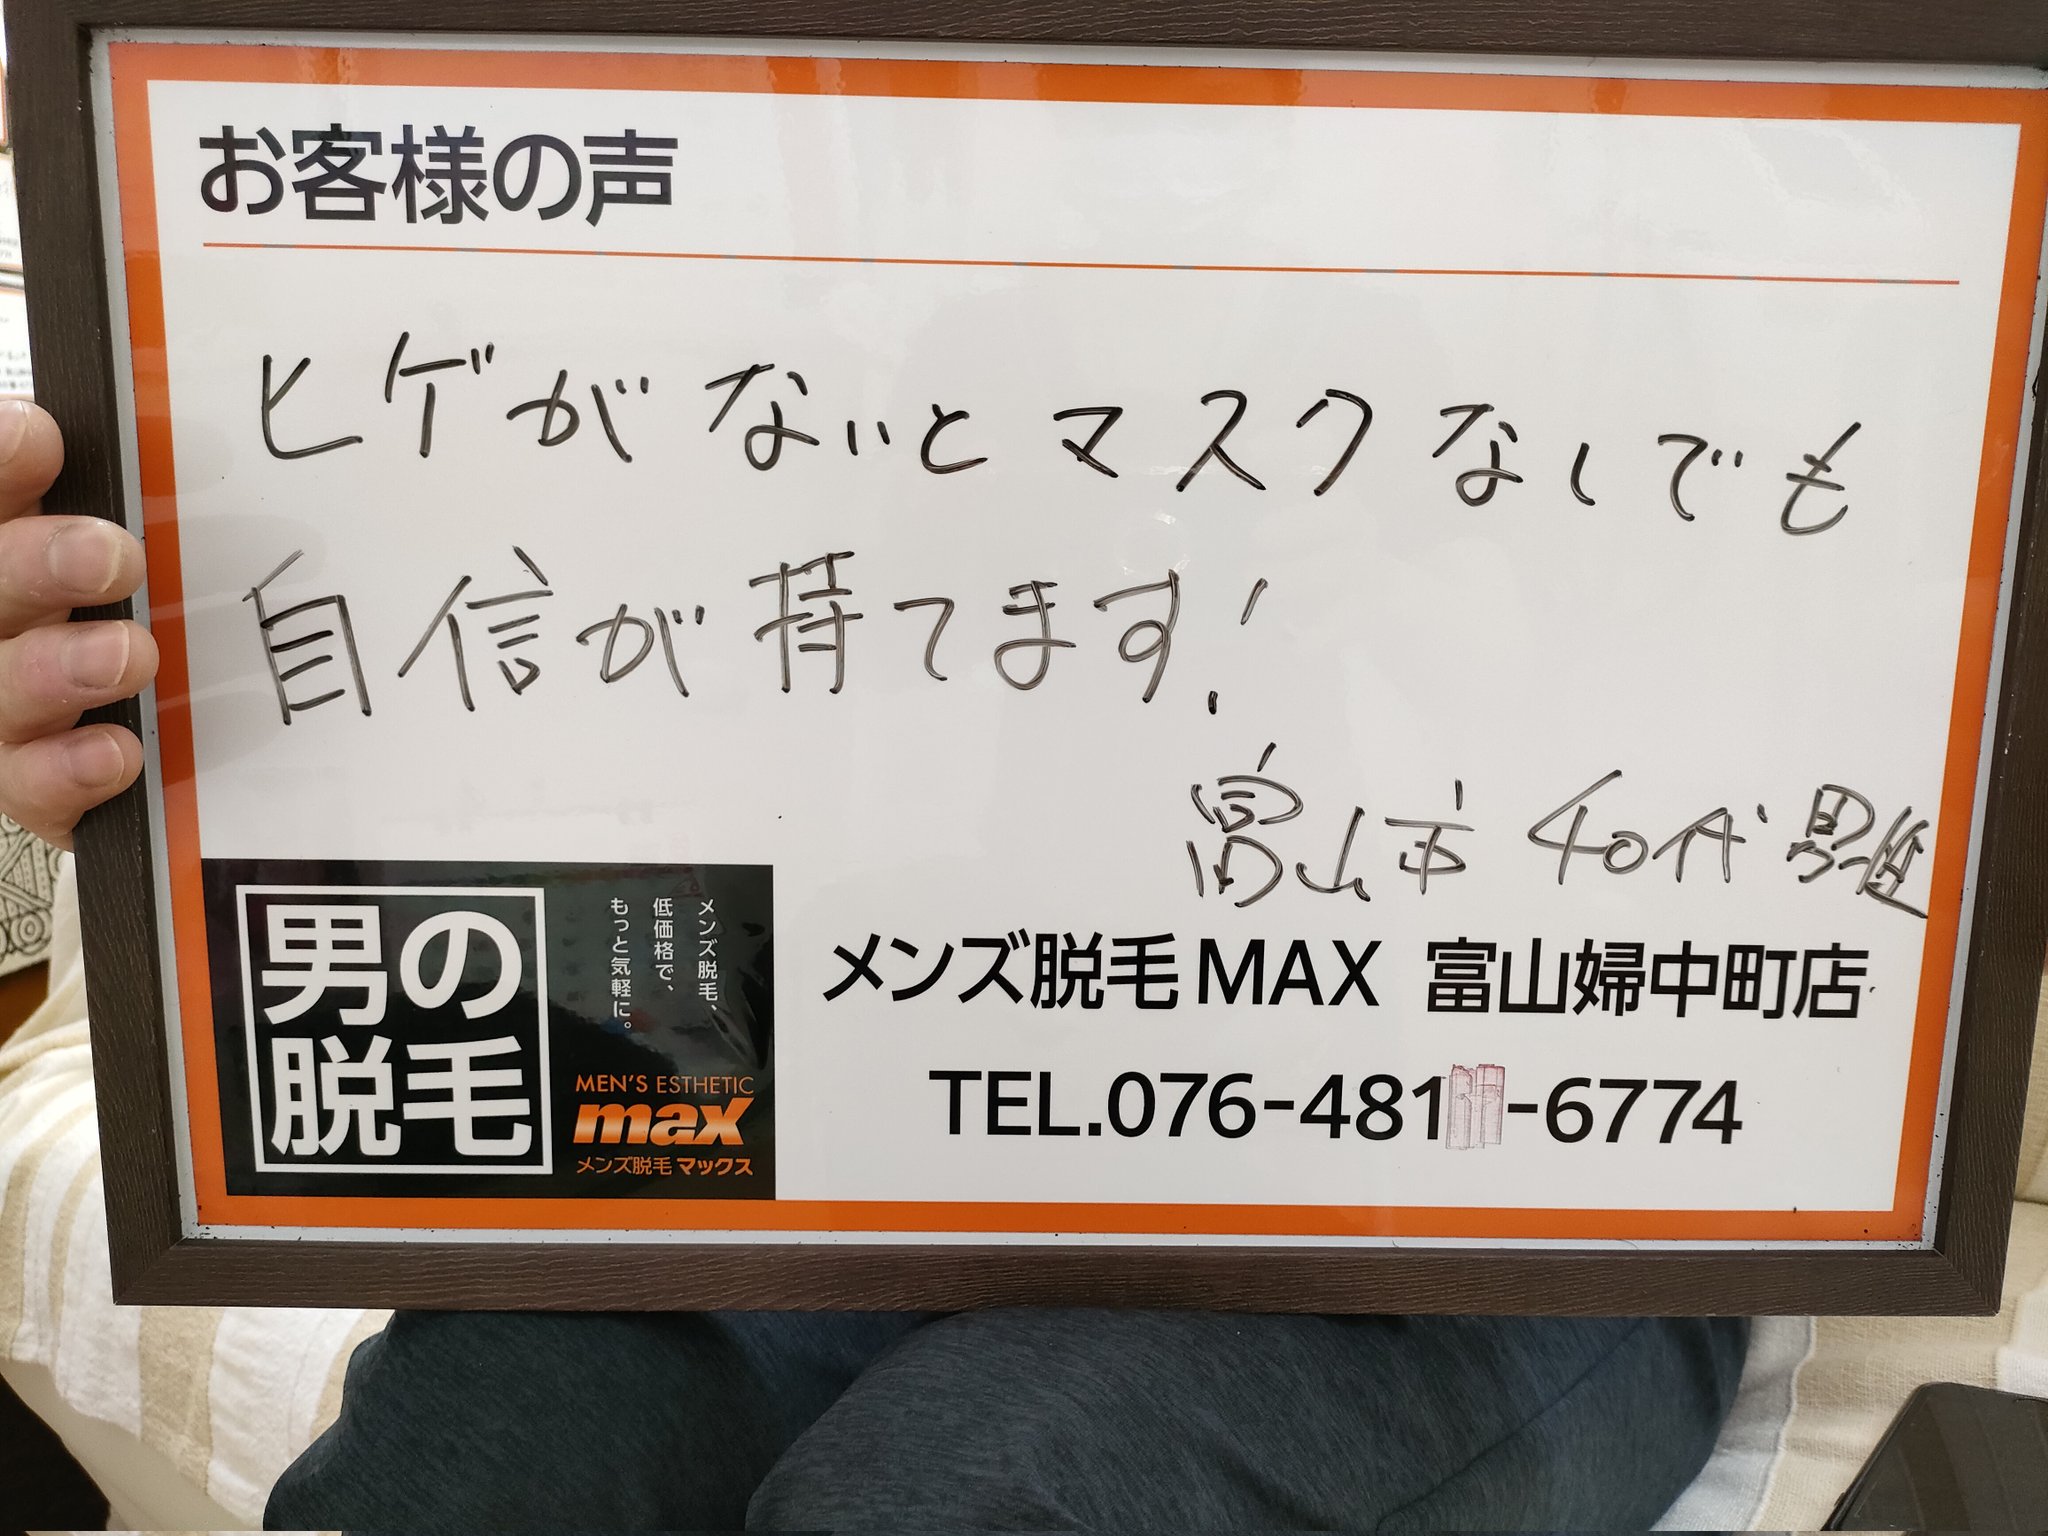 お客様の声
ヒゲがないとマスクなしでも
自信が持てます!
富山市 40代 男性
男の
脱毛
メンズ脱毛、
低価格で、
もっと気軽に。
MEN'S ESTHETIC
max
メンズ脱毛 マックス
メンズ脱毛 MAX 富山婦中町店
TEL.076-481-6774